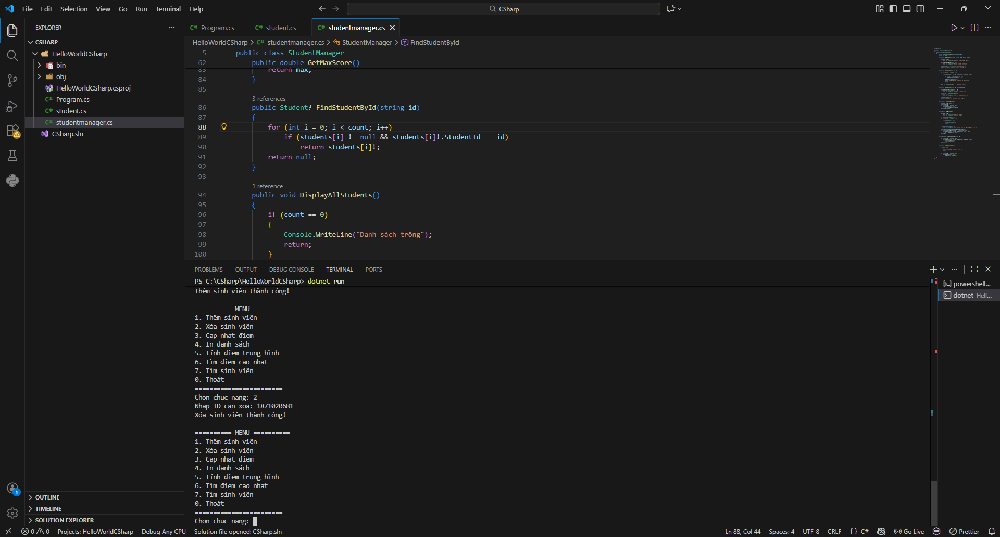 File Edit Selection View Go Run Terminal Help
CSharp
EXPLORER
CSHARP
HelloWorldCSharp
bin
obj
HelloWorldCSharp.csproj
Program.cs
student.cs
studentmanager.cs
CSharp.sln
OUTLINE
TIMELINE
SOLUTION EXPLORER
Program.cs student.cs studentmanager.cs
HelloWorldCSharp > studentmanager.cs > StudentManager > FindStudentById
5 public class StudentManager
62 public double GetMaxScore()
83 return max;
84 }
85
3 references
86 public Student? FindStudentById(string id)
87 {
88 for (int i = 0; i < count; i++)
89 if (students[i] != null && students[i]!.StudentId == id)
90 return students[i]!;
91 return null;
92 }
93
1 reference
94 public void DisplayAllStudents()
95 {
96 if (count == 0)
97 {
98 Console.WriteLine("Danh sách trống");
99 return;
100 }
PROBLEMS OUTPUT DEBUG CONSOLE TERMINAL PORTS
PS C:\CSharp\HelloWorldCSharp> dotnet run
Thêm sinh viên thành công!
========== MENU ==========
1. Thêm sinh viên
2. Xóa sinh viên
3. Cap nhat điem
4. In danh sách
5. Tính điem trung bình
6. Tìm điem cao nhat
7. Tìm sinh viên
0. Thoát
========================
Chon chuc nang: 2
Nhap ID can xoa: 1871020681
Xóa sinh viên thành công!
========== MENU ==========
1. Thêm sinh viên
2. Xóa sinh viên
3. Cap nhat điem
4. In danh sách
5. Tính điem trung bình
6. Tìm điem cao nhat
7. Tìm sinh viên
0. Thoát
========================
Chon chuc nang:
powershell...
dotnet Hell...
1
0 0 Projects: HelloWorldCSharp Debug Any CPU Solution file opened: CSharp.sln Ln 88, Col 44 Spaces: 4 UTF-8 CRLF { } C# Go Live Prettier